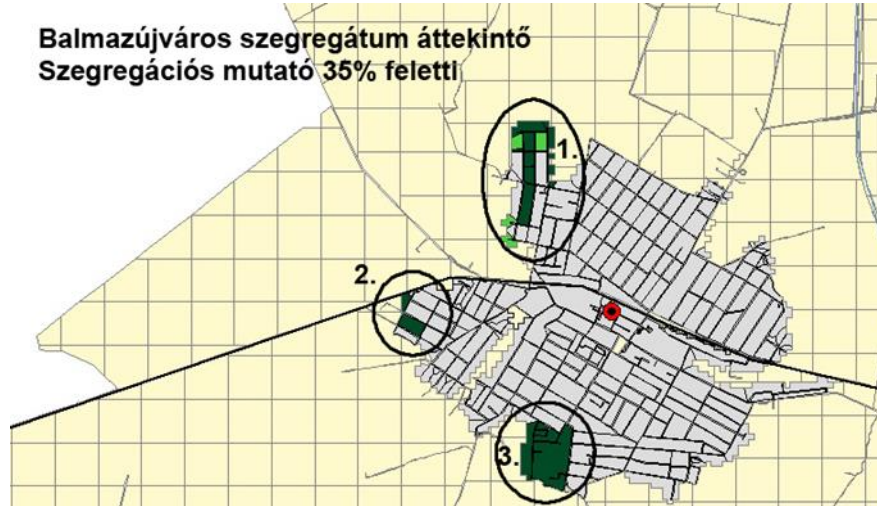 Balmazújváros szegregátum áttekintő
Szegregációs mutató 35% feletti
1.
2.
3.